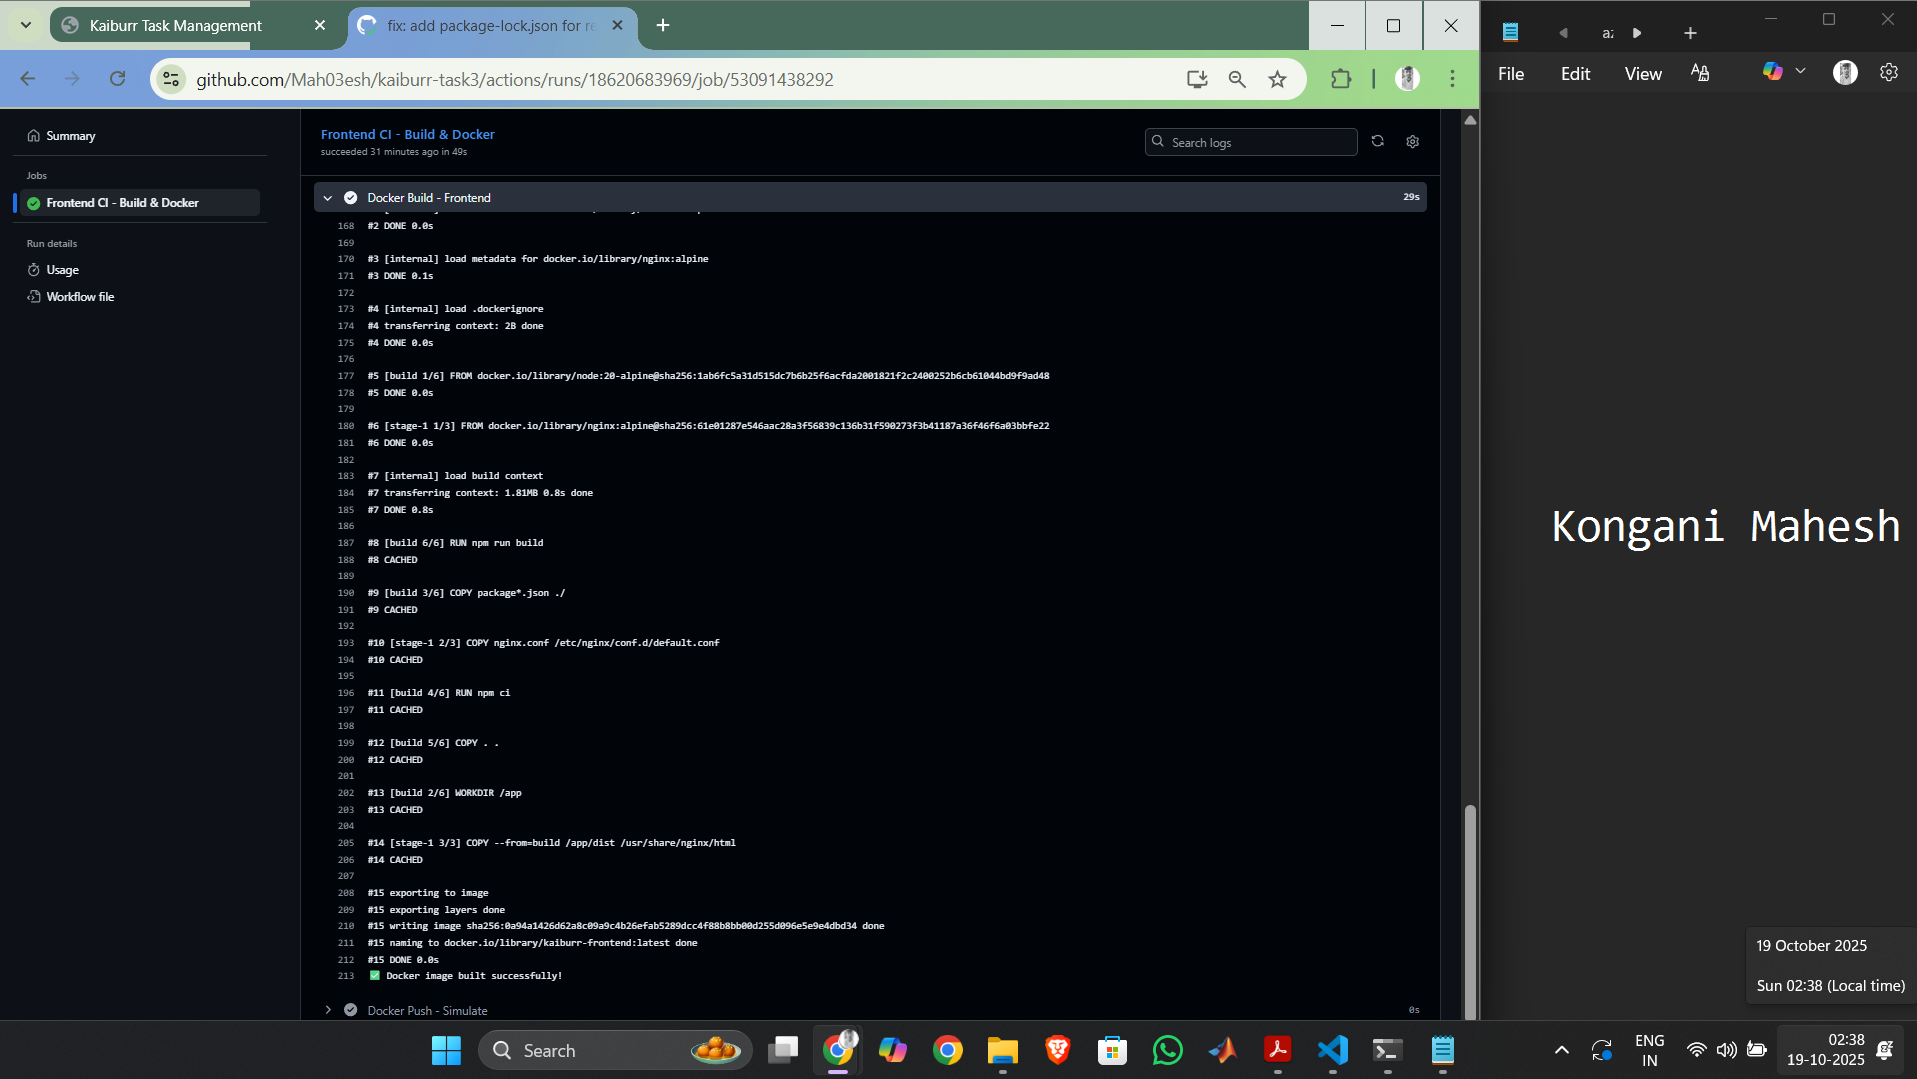 Kaiburr Task Management
fix: add package-lock.json for re
github.com/Mah03esh/kaiburr-task3/actions/runs/18620683969/job/53091438292
File Edit View
Summary
Jobs
Frontend CI - Build & Docker
Run details
Usage
Workflow file
Frontend CI - Build & Docker
succeeded 31 minutes ago in 49s
Search logs
Docker Build - Frontend 29s
168 #2 DONE 0.0s
169
170 #3 [internal] load metadata for docker.io/library/nginx:alpine
171 #3 DONE 0.1s
172
173 #4 [internal] load .dockerignore
174 #4 transferring context: 2B done
175 #4 DONE 0.0s
176
177 #5 [build 1/6] FROM docker.io/library/node:20-alpine@sha256:1ab6fc5a31d515dc7b6b25f6acfda2001821f2c2400252b6cb61044bd9f9ad48
178 #5 DONE 0.0s
179
180 #6 [stage-1 1/3] FROM docker.io/library/nginx:alpine@sha256:61e01287e546aac28a3f56839c136b31f590273f3b41187a36f46f6a03bbfe22
181 #6 DONE 0.0s
182
183 #7 [internal] load build context
184 #7 transferring context: 1.81MB 0.8s done
185 #7 DONE 0.8s
186
187 #8 [build 6/6] RUN npm run build
188 #8 CACHED
189
190 #9 [build 3/6] COPY package*.json ./
191 #9 CACHED
192
193 #10 [stage-1 2/3] COPY nginx.conf /etc/nginx/conf.d/default.conf
194 #10 CACHED
195
196 #11 [build 4/6] RUN npm ci
197 #11 CACHED
198
199 #12 [build 5/6] COPY . .
200 #12 CACHED
201
202 #13 [build 2/6] WORKDIR /app
203 #13 CACHED
204
205 #14 [stage-1 3/3] COPY --from=build /app/dist /usr/share/nginx/html
206 #14 CACHED
207
208 #15 exporting to image
209 #15 exporting layers done
210 #15 writing image sha256:0a94a1426d62a8c09a9c4b26efab5289dcc4f88b8bb00d255d096e5e9e4dbd34 done
211 #15 naming to docker.io/library/kaiburr-frontend:latest done
212 #15 DONE 0.0s
213 ✅ Docker image built successfully!
Docker Push - Simulate 0s
Kongani Mahesh
19 October 2025
Sun 02:38 (Local time)
Search
ENG
IN
02:38
19-10-2025